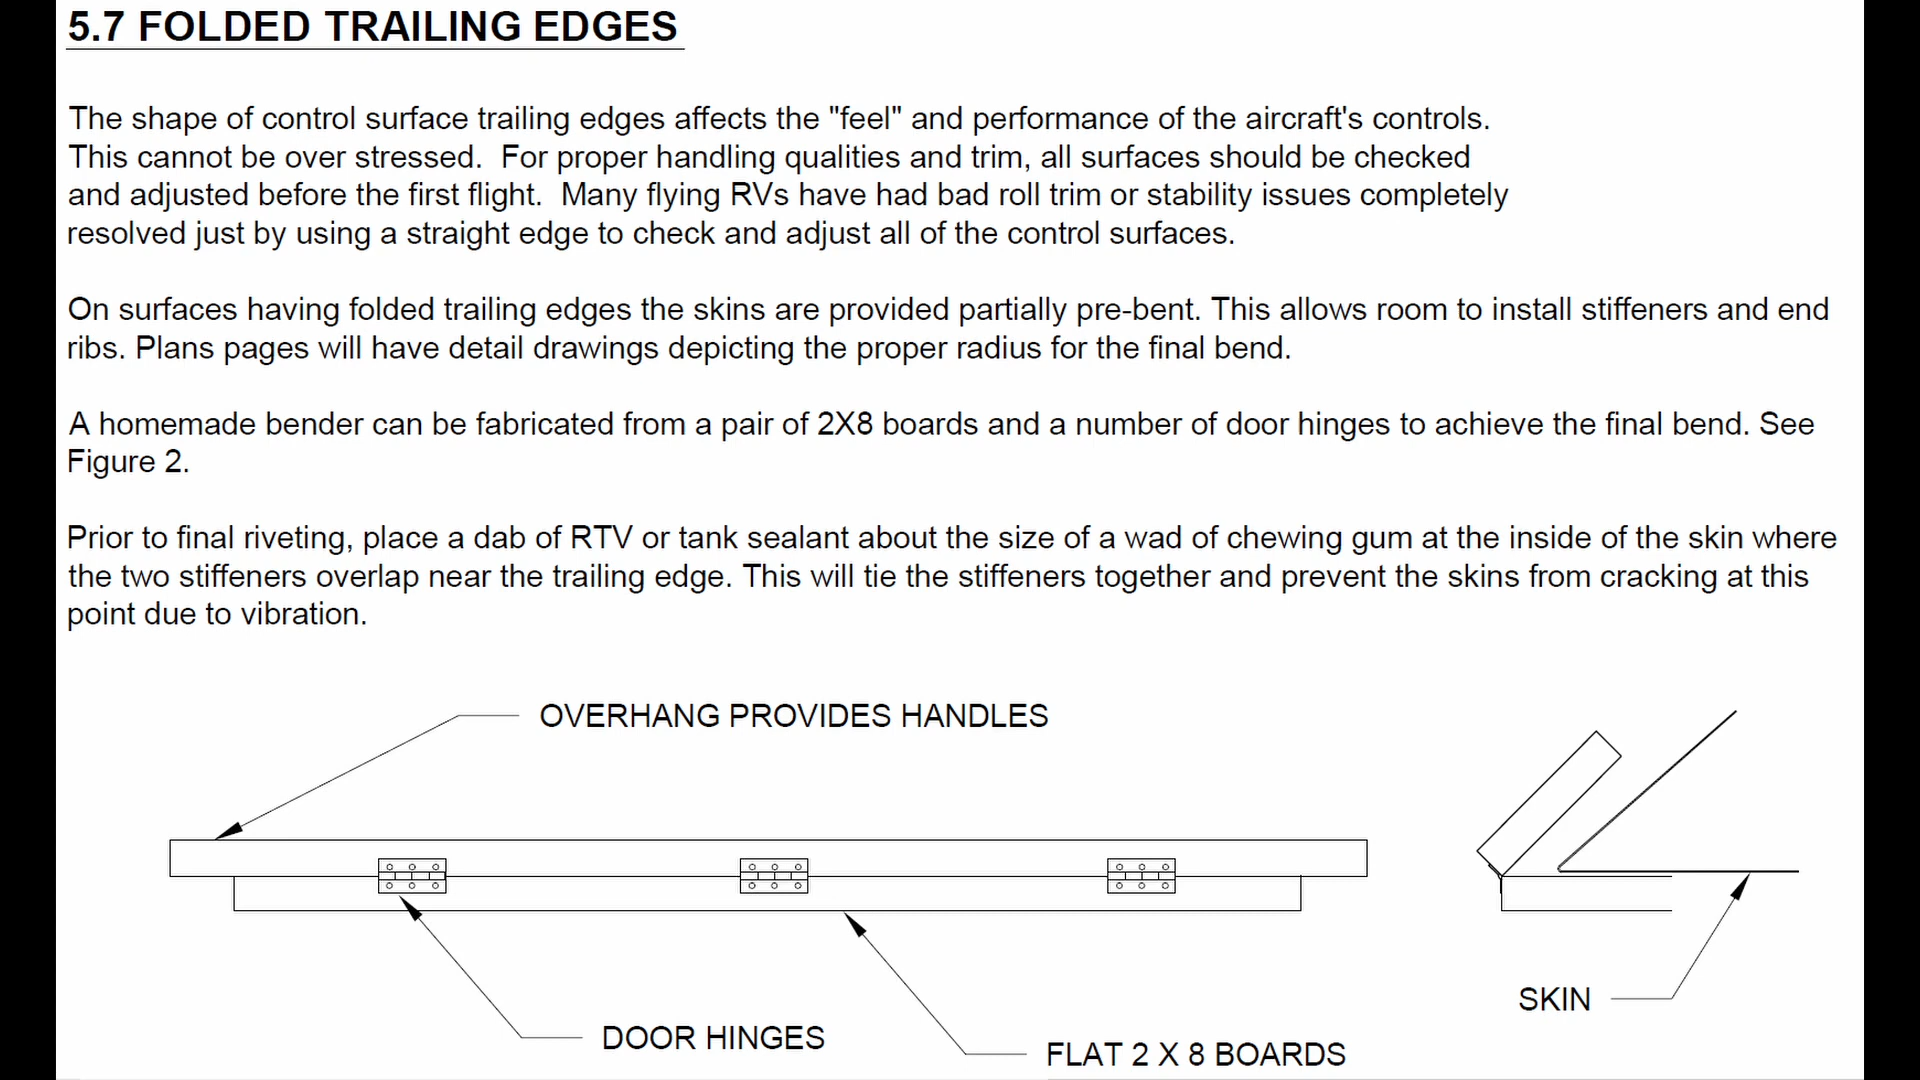 5.7 FOLDED TRAILING EDGES
The shape of control surface trailing edges affects the "feel" and performance of the aircraft's controls.
This cannot be over stressed.  For proper handling qualities and trim, all surfaces should be checked
and adjusted before the first flight.  Many flying RVs have had bad roll trim or stability issues completely
resolved just by using a straight edge to check and adjust all of the control surfaces.
On surfaces having folded trailing edges the skins are provided partially pre-bent. This allows room to install stiffeners and end
ribs. Plans pages will have detail drawings depicting the proper radius for the final bend.
A homemade bender can be fabricated from a pair of 2X8 boards and a number of door hinges to achieve the final bend. See
Figure 2.
Prior to final riveting, place a dab of RTV or tank sealant about the size of a wad of chewing gum at the inside of the skin where
the two stiffeners overlap near the trailing edge. This will tie the stiffeners together and prevent the skins from cracking at this
point due to vibration.
OVERHANG PROVIDES HANDLES
SKIN
DOOR HINGES
FLAT 2 X 8 BOARDS